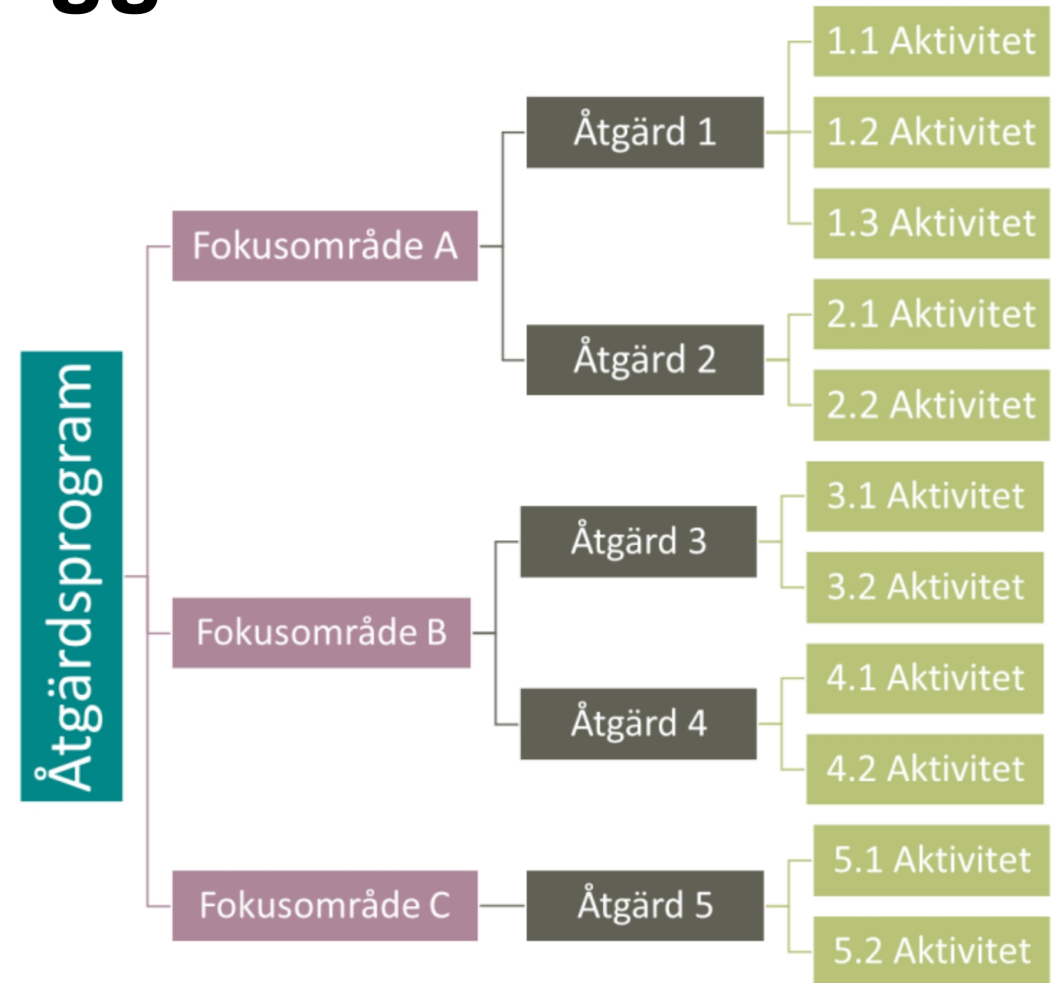 Åtgärdsprogram
Fokusområde A
Åtgärd 1
1.1 Aktivitet
1.2 Aktivitet
1.3 Aktivitet
Åtgärd 2
2.1 Aktivitet
2.2 Aktivitet
Fokusområde B
Åtgärd 3
3.1 Aktivitet
3.2 Aktivitet
Åtgärd 4
4.1 Aktivitet
4.2 Aktivitet
Fokusområde C
Åtgärd 5
5.1 Aktivitet
5.2 Aktivitet